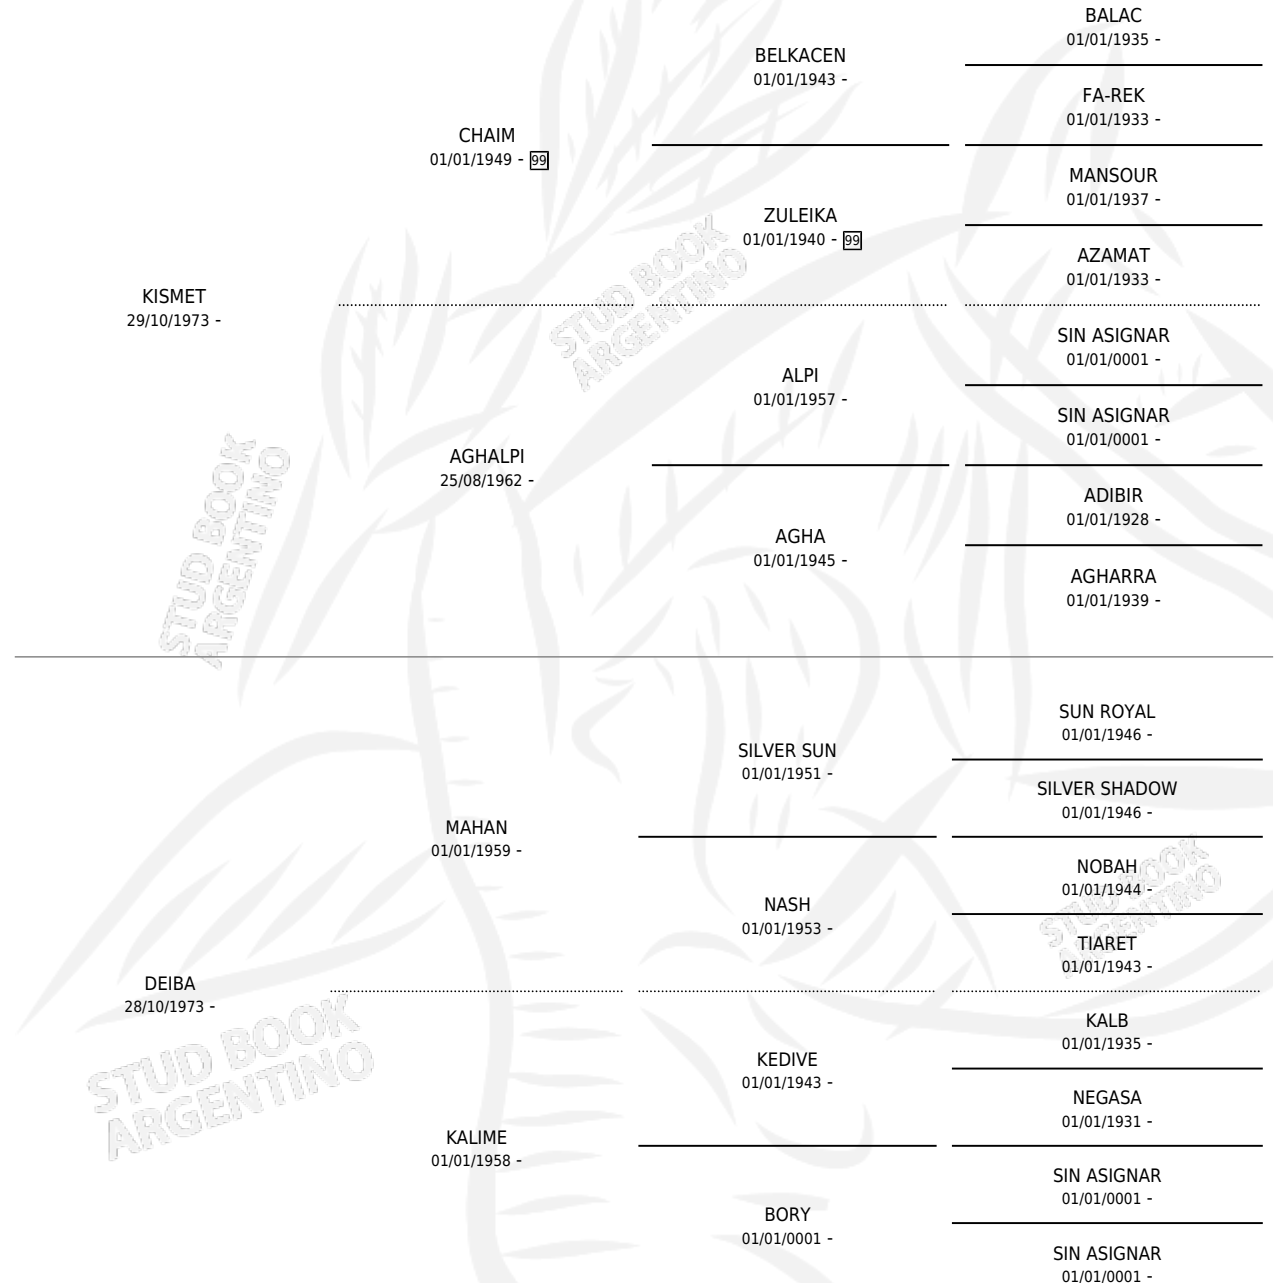 BALAC
01/01/1935 -
BELKACEN
01/01/1943 -
FA-REK
01/01/1933 -
CHAIM
01/01/1949 - 99
MANSOUR
01/01/1937 -
ZULEIKA
01/01/1940 - 99
AZAMAT
01/01/1933 -
KISMET
29/10/1973 -
SIN ASIGNAR
01/01/0001 -
ALPI
01/01/1957 -
SIN ASIGNAR
01/01/0001 -
AGHALPI
25/08/1962 -
ADIBIR
01/01/1928 -
AGHA
01/01/1945 -
AGHARRA
01/01/1939 -
STUD BOOK
ARGENTINO
STUD BOOK
ARGENTINO
SUN ROYAL
01/01/1946 -
SILVER SUN
01/01/1951 -
SILVER SHADOW
01/01/1946 -
MAHAN
01/01/1959 -
NOBAH
01/01/1944 -
NASH
01/01/1953 -
TIARET
01/01/1943 -
DEIBA
28/10/1973 -
KALB
01/01/1935 -
KEDIVE
01/01/1943 -
NEGASA
01/01/1931 -
KALIME
01/01/1958 -
SIN ASIGNAR
01/01/0001 -
BORY
01/01/0001 -
SIN ASIGNAR
01/01/0001 -
STUD BOOK
ARGENTINO
STUD BOOK
ARGENTINO